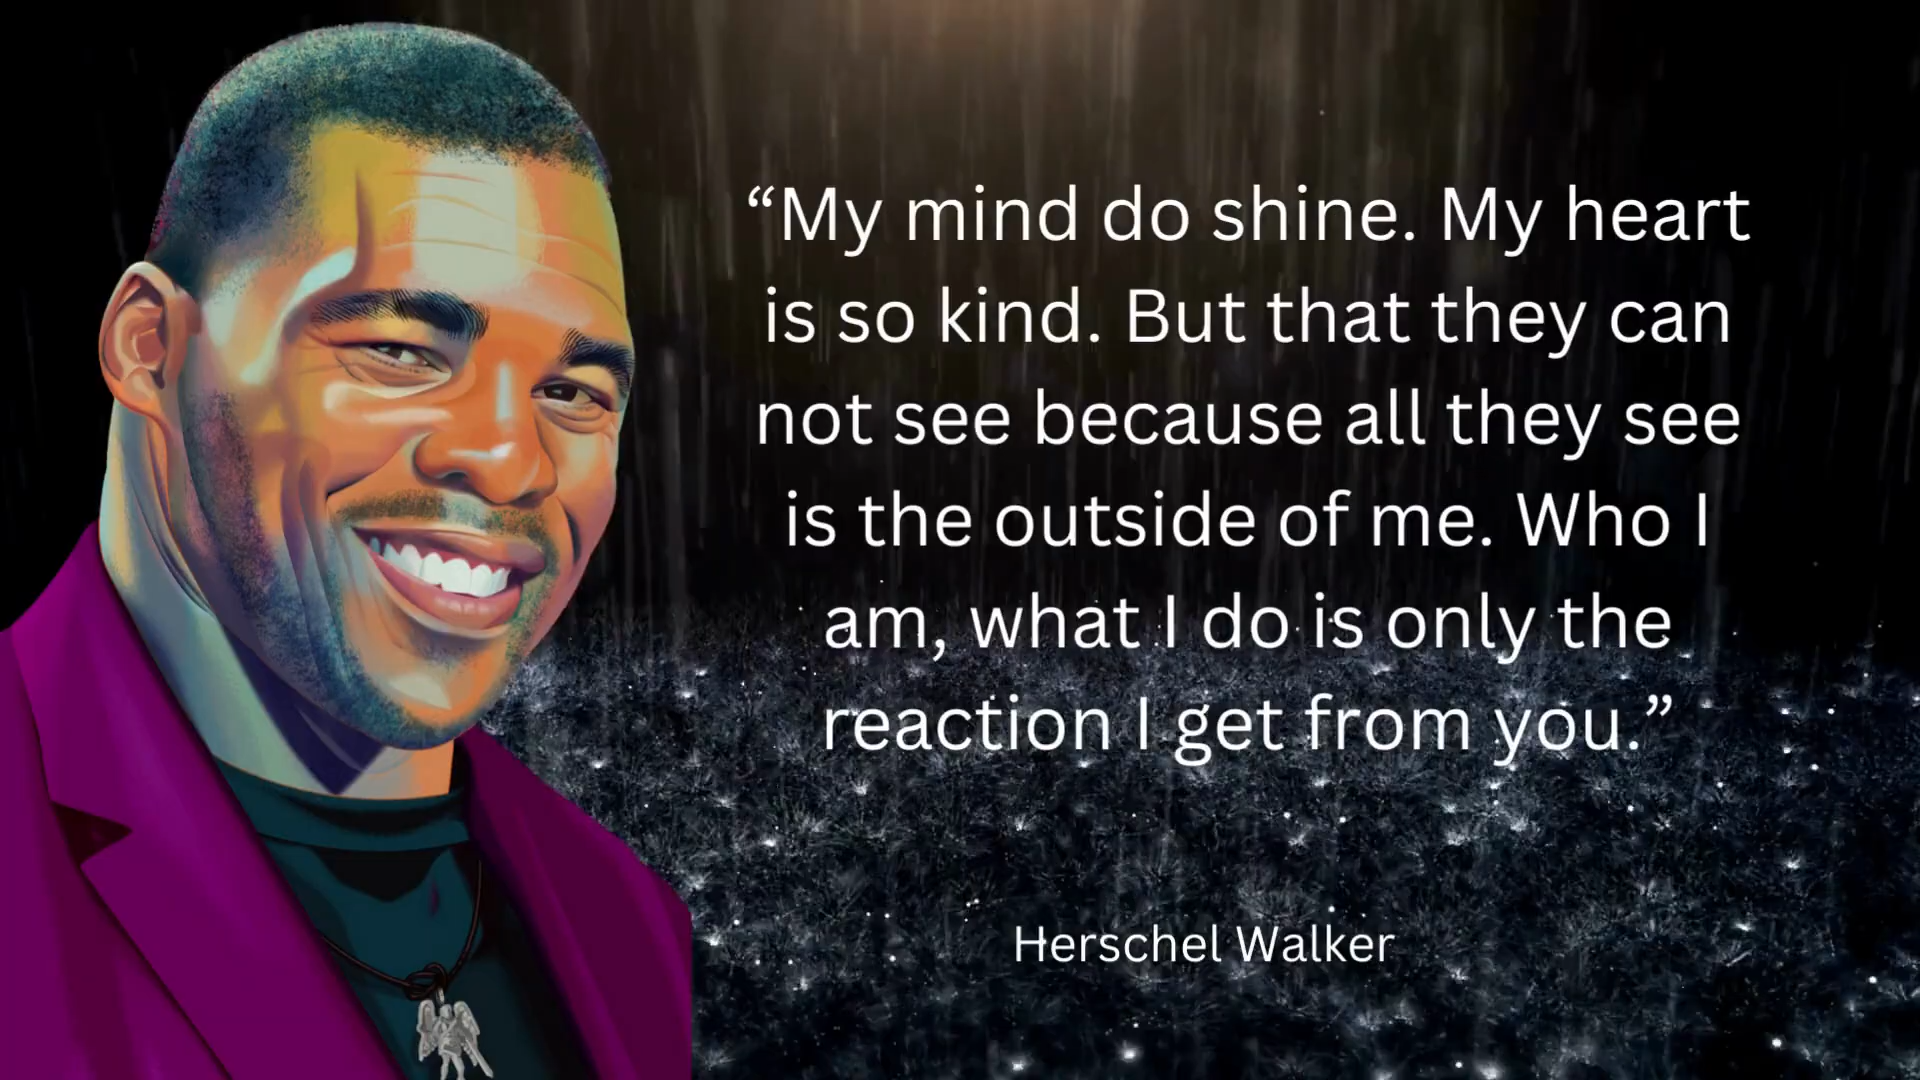 “My mind do shine. My heart
is so kind. But that they can
not see because all they see
is the outside of me. Who I
am, what I do is only the
reaction I get from you.”
Herschel Walker